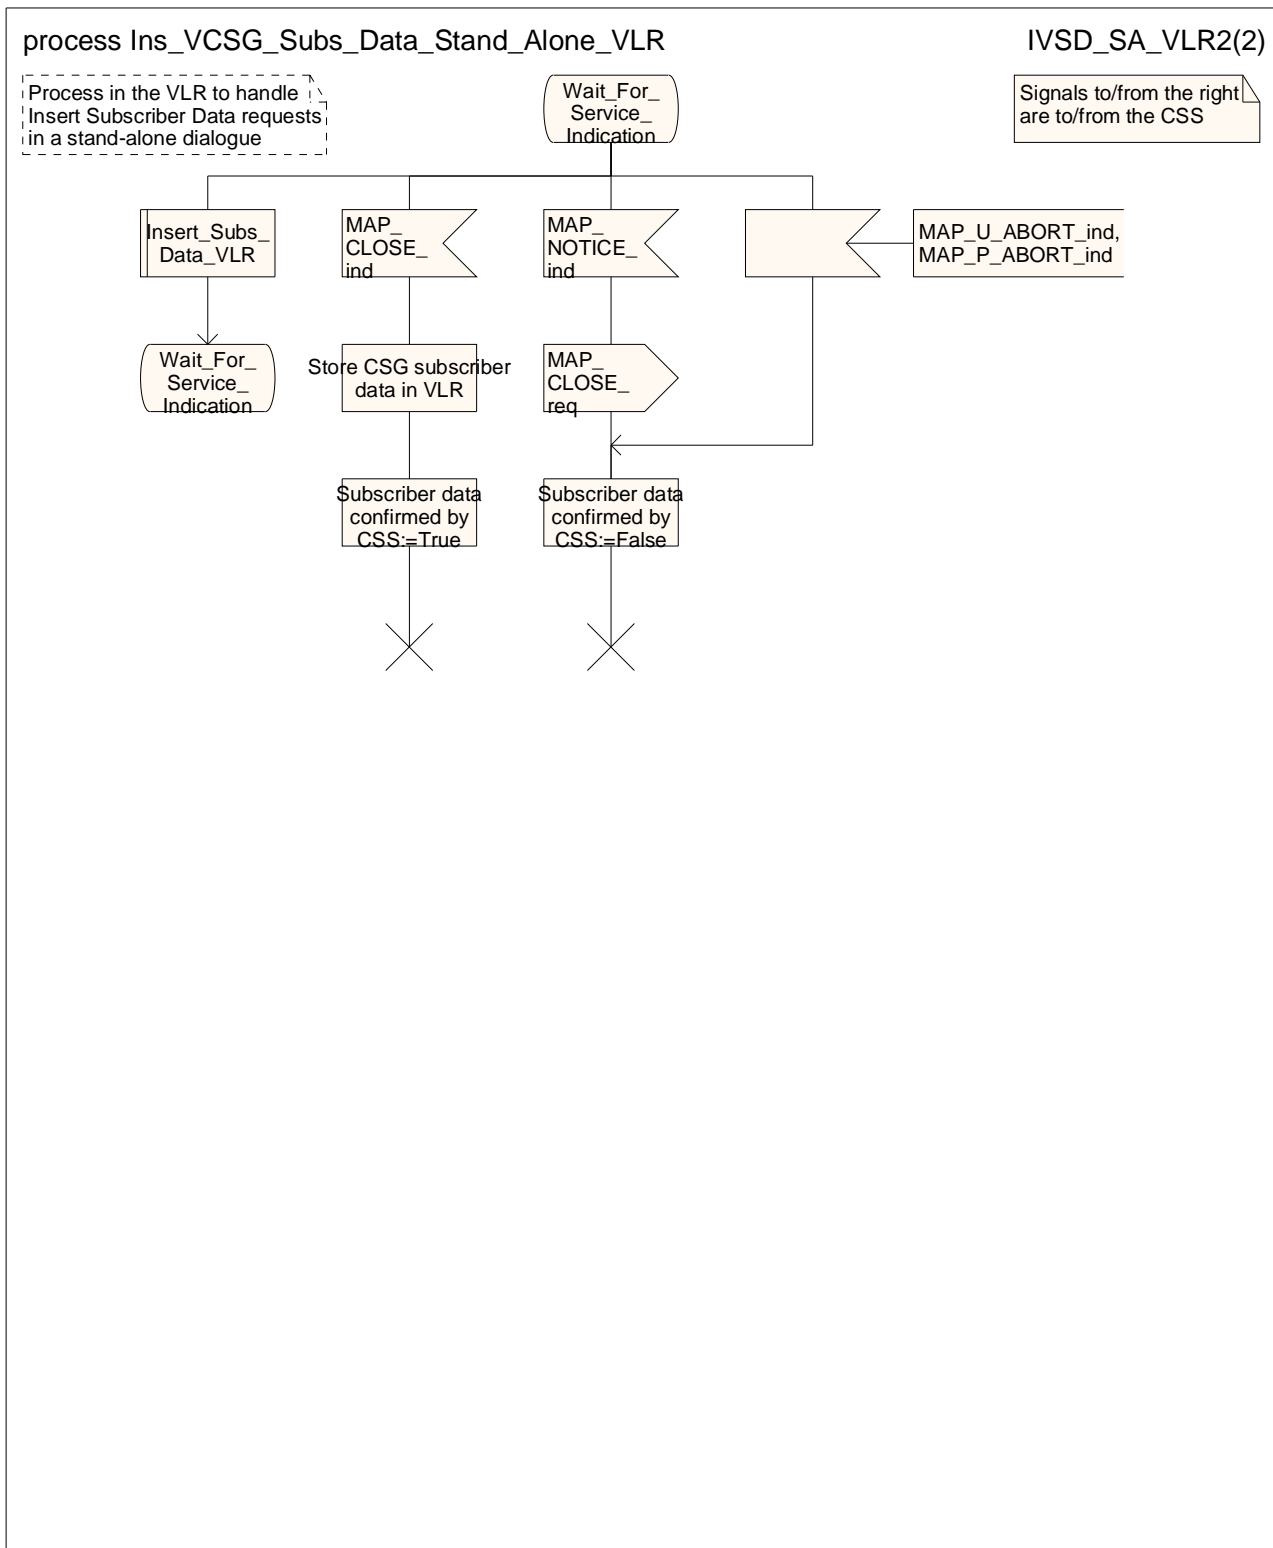 process Ins_VCSG_Subs_Data_Stand_Alone_VLR
IVSD_SA_VLR2(2)
Process in the VLR to handle
Insert Subscriber Data requests
in a stand-alone dialogue
Wait_For_
Service_
Indication
Signals to/from the right
are to/from the CSS
Insert_Subs_
Data_VLR
MAP_
CLOSE_
ind
MAP_
NOTICE_
ind
MAP_U_ABORT_ind,
MAP_P_ABORT_ind
Wait_For_
Service_
Indication
Store CSG subscriber
data in VLR
MAP_
CLOSE_
req
Subscriber data
confirmed by
CSS:=True
Subscriber data
confirmed by
CSS:=False